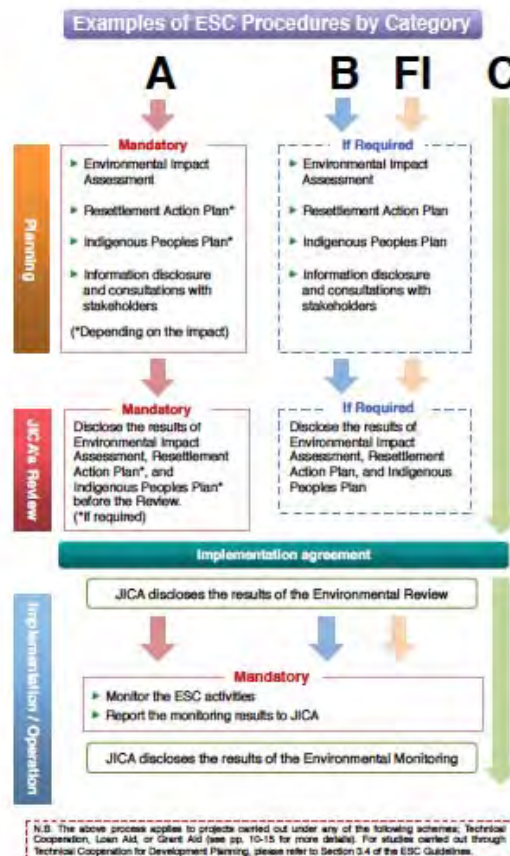 Examples of ESC Procedures by Category
A B FI C
Planning
Mandatory
▶ Environmental Impact
Assessment
▶ Resettlement Action Plan*
▶ Indigenous Peoples Plan*
▶ Information disclosure
and consultations with
stakeholders
(*Depending on the impact)
If Required
▶ Environmental Impact
Assessment
▶ Resettlement Action Plan
▶ Indigenous Peoples Plan
▶ Information disclosure
and consultations with
stakeholders
JICA's Review
Mandatory
Disclose the results of
Environmental Impact
Assessment, Resettlement
Action Plan*, and
Indigenous Peoples Plan*
before the Review.
(*If required)
If Required
Disclose the results of
Environmental Impact
Assessment, Resettlement
Action Plan, and Indigenous
Peoples Plan
Implementation agreement
Implementation / Operation
JICA discloses the results of the Environmental Review
Mandatory
▶ Monitor the ESC activities
▶ Report the monitoring results to JICA
JICA discloses the results of the Environmental Monitoring
N.B. The above process applies to projects carried out under any of the following schemes; Technical
Cooperation, Loan Aid, or Grant Aid (see pp. 10-15 for more details). For studies carried out through
Technical Cooperation for Development Planning, please refer to Section 3.4 of the ESC Guidelines.